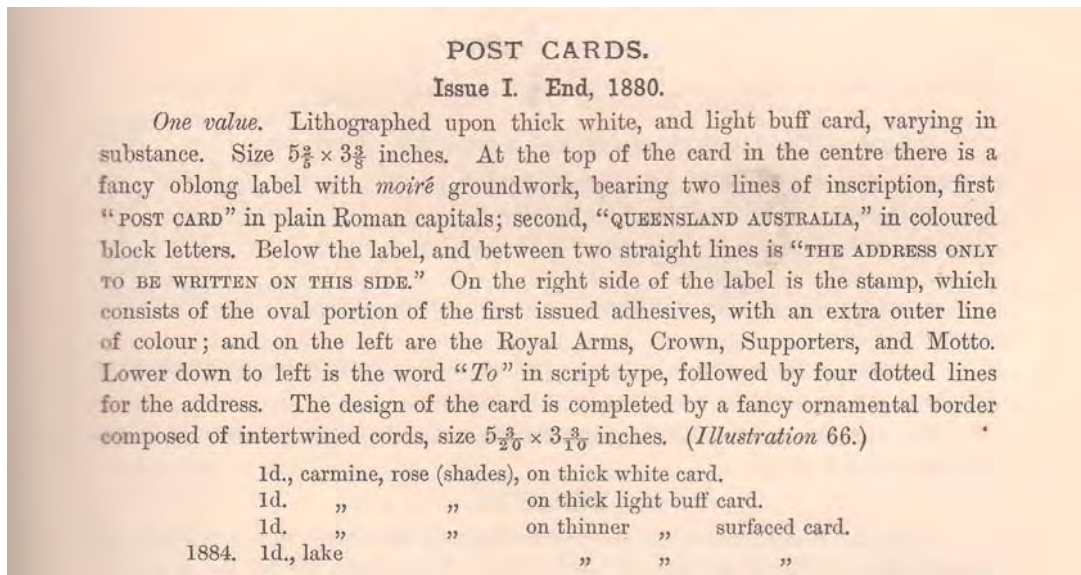 POST CARDS.
Issue I. End, 1880.
One value. Lithographed upon thick white, and light buff card, varying in
substance. Size 5⅖ × 3⅜ inches. At the top of the card in the centre there is a
fancy oblong label with moiré groundwork, bearing two lines of inscription, first
“POST CARD” in plain Roman capitals; second, “QUEENSLAND AUSTRALIA,” in coloured
block letters. Below the label, and between two straight lines is “THE ADDRESS ONLY
TO BE WRITTEN ON THIS SIDE.” On the right side of the label is the stamp, which
consists of the oval portion of the first issued adhesives, with an extra outer line
of colour; and on the left are the Royal Arms, Crown, Supporters, and Motto.
Lower down to left is the word “To” in script type, followed by four dotted lines
for the address. The design of the card is completed by a fancy ornamental border
composed of intertwined cords, size 5 3/20 × 3 3/10 inches. (Illustration 66.)
1d., carmine, rose (shades), on thick white card.
1d. „ „ on thick light buff card.
1d. „ „ on thinner „ surfaced card.
1884. 1d., lake „ „ „